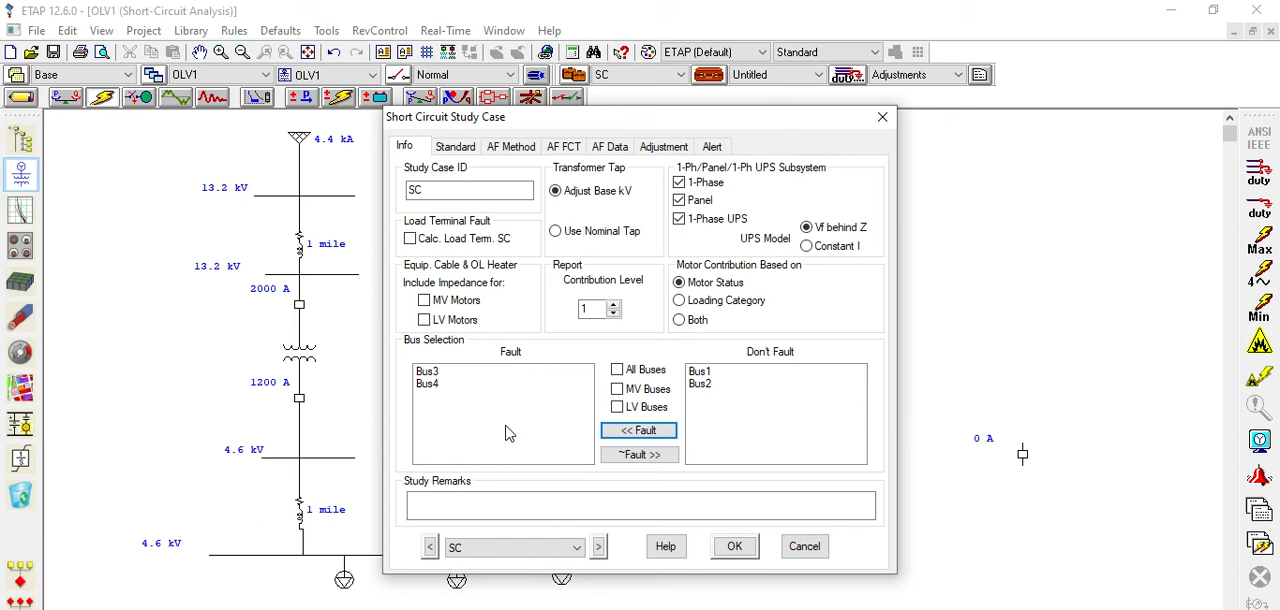 ETAP 12.6.0 - [OLV1 (Short-Circuit Analysis)]
File Edit View Project Library Rules Defaults Tools RevControl Real-Time Window Help
ETAP (Default) Standard
Base OLV1 OLV1 Normal SC Untitled duty Adjustments
4.4 kA
13.2 kV
1 mile
13.2 kV
2000 A
1200 A
4.6 kV
1 mile
4.6 kV
Short Circuit Study Case
Info Standard AF Method AF FCT AF Data Adjustment Alert
Study Case ID
SC
Load Terminal Fault
Calc. Load Term. SC
Transformer Tap
Adjust Base kV
Use Nominal Tap
1-Ph/Panel/1-Ph UPS Subsystem
1-Phase
Panel
1-Phase UPS
UPS Model
Vf behind Z
Constant I
Equip. Cable & OL Heater
Include Impedance for:
MV Motors
LV Motors
Report
Contribution Level
1
Motor Contribution Based on
Motor Status
Loading Category
Both
Bus Selection
Fault
Bus3
Bus4
All Buses
MV Buses
LV Buses
<< Fault
~Fault >>
Don't Fault
Bus1
Bus2
Study Remarks
< SC > Help OK Cancel
0 A
ANSI
IEEE
duty
duty
Max
4~
Min